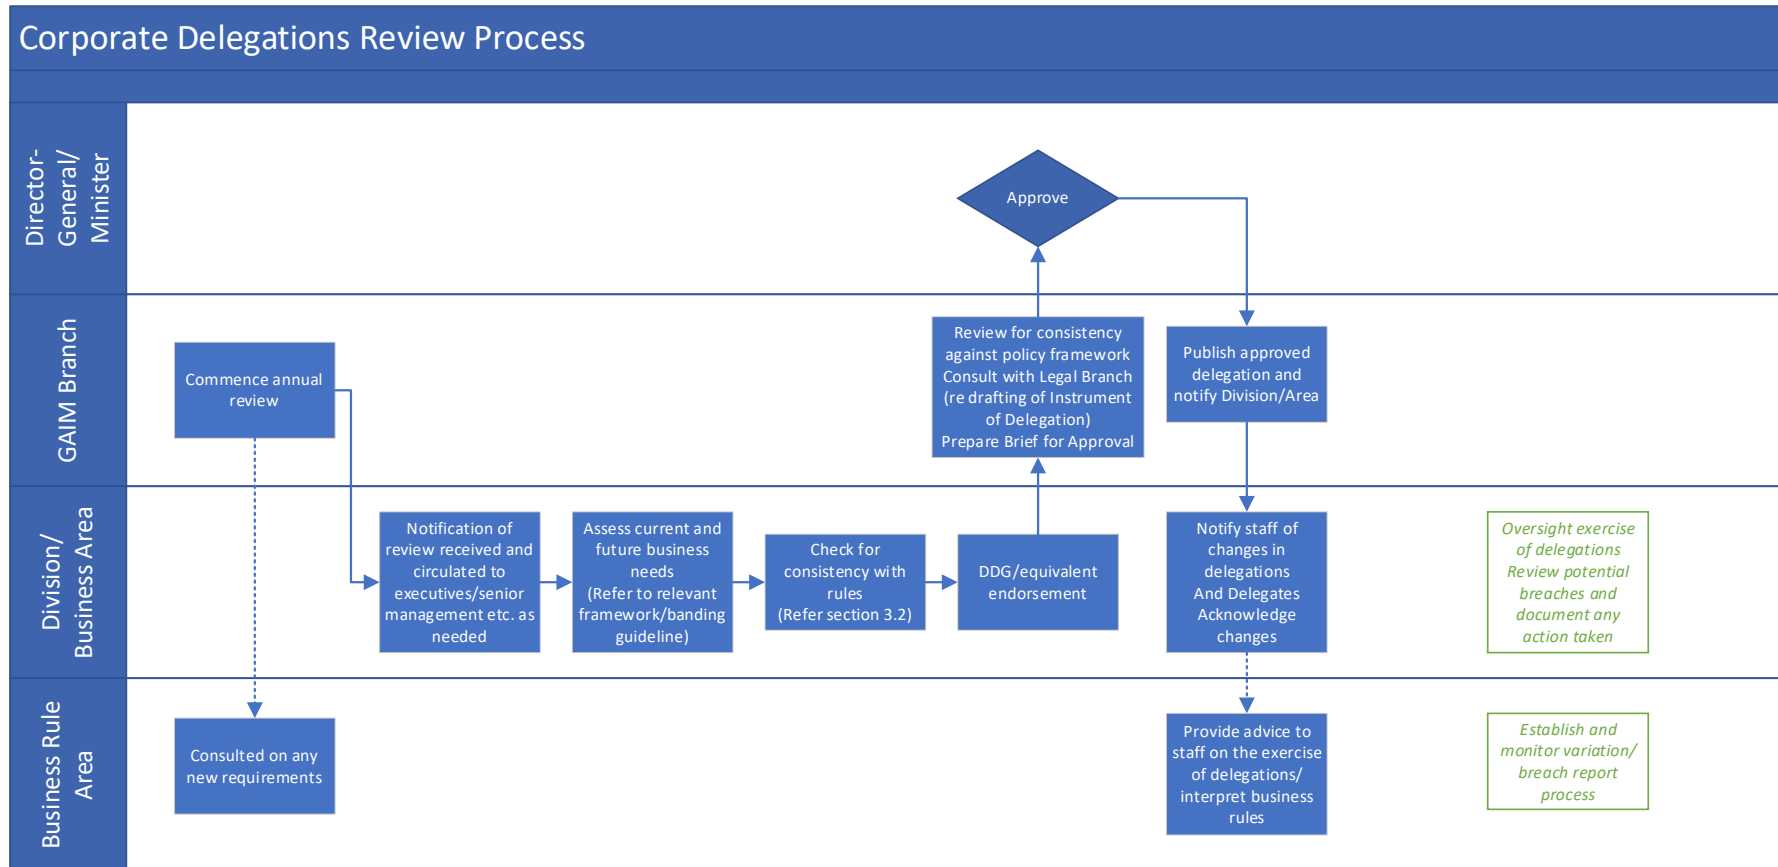 Corporate Delegations Review Process
Director-
General/
Minister
Approve
GAIM Branch
Commence annual
review
Review for consistency
against policy framework
Consult with Legal Branch
(re drafting of Instrument
of Delegation)
Prepare Brief for Approval
Publish approved
delegation and
notify Division/Area
Division/
Business Area
Notification of
review received and
circulated to
executives/senior
management etc. as
needed
Assess current and
future business
needs
(Refer to relevant
framework/banding
guideline)
Check for
consistency with
rules
(Refer section 3.2)
DDG/equivalent
endorsement
Notify staff of
changes in
delegations
And Delegates
Acknowledge
changes
Oversight exercise
of delegations
Review potential
breaches and
document any
action taken
Business Rule
Area
Consulted on any
new requirements
Provide advice to
staff on the exercise
of delegations/
interpret business
rules
Establish and
monitor variation/
breach report
process